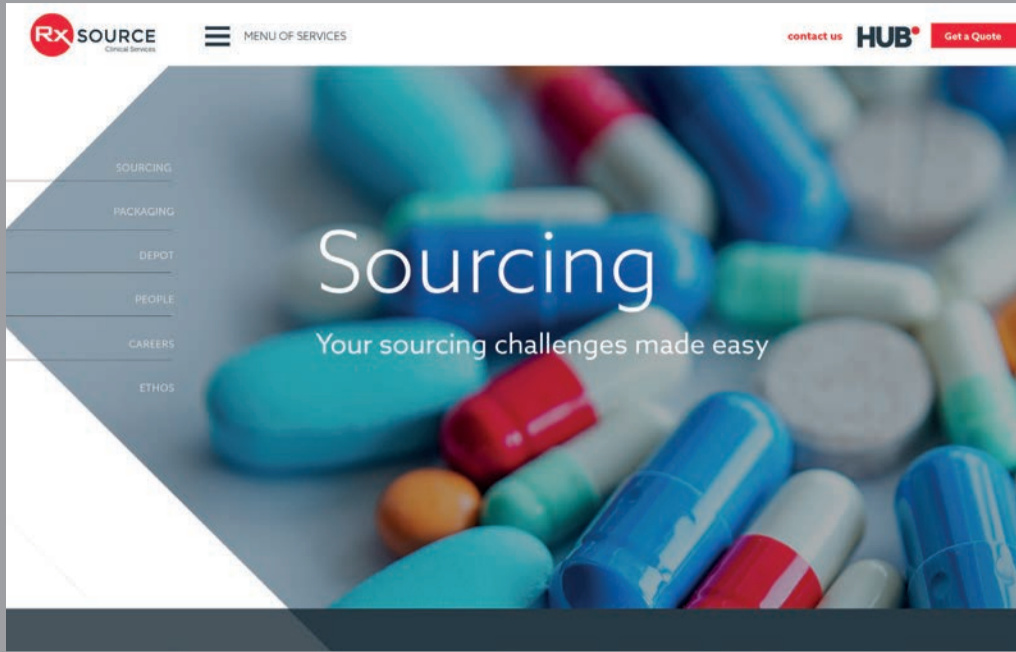 Rx SOURCE
Clinical Services
MENU OF SERVICES
contact us
HUB
Get a Quote
SOURCING
PACKAGING
DEPOT
PEOPLE
CAREERS
ETHOS
Sourcing
Your sourcing challenges made easy